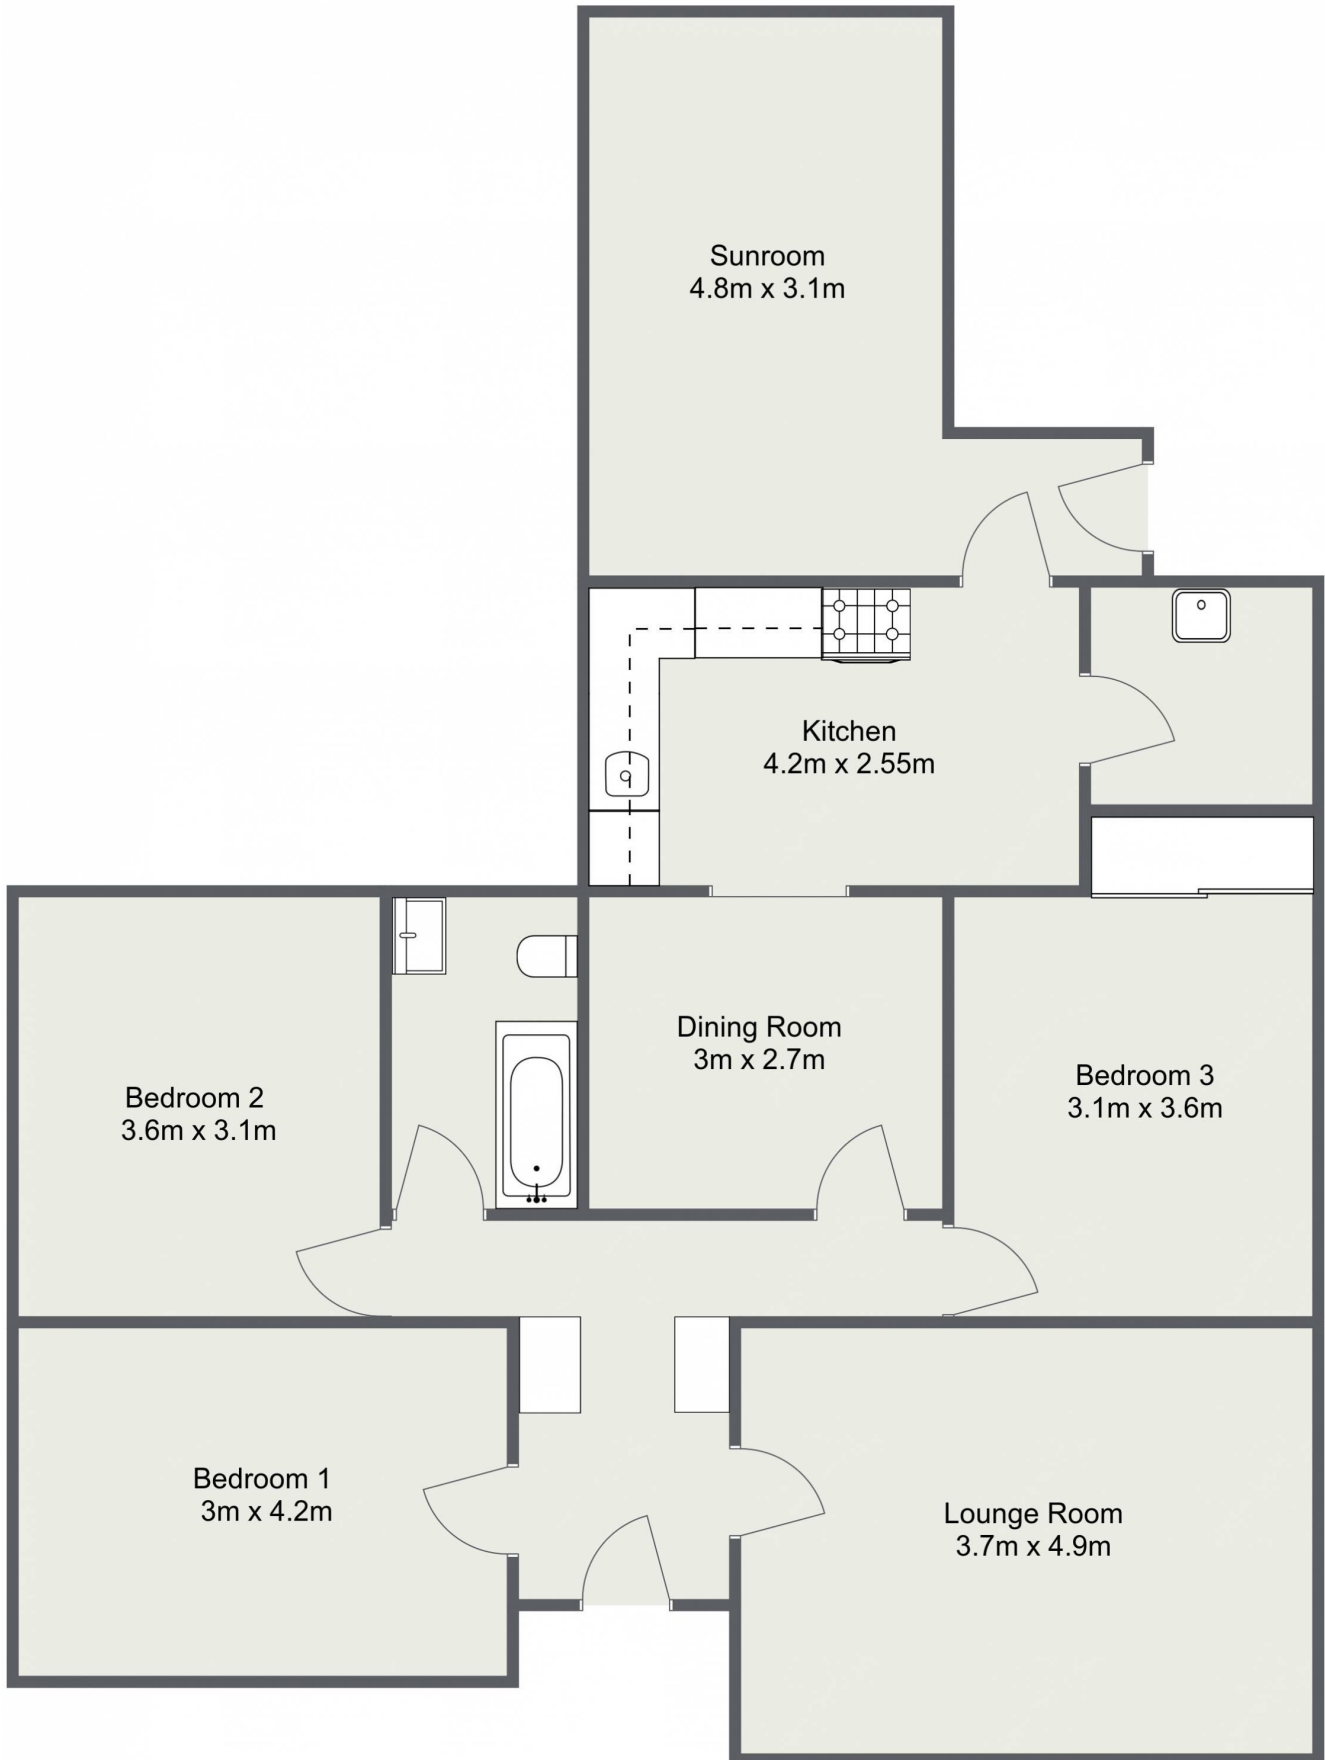 Sunroom
4.8m x 3.1m
Kitchen
4.2m x 2.55m
Dining Room
3m x 2.7m
Bedroom 3
3.1m x 3.6m
Bedroom 2
3.6m x 3.1m
Bedroom 1
3m x 4.2m
Lounge Room
3.7m x 4.9m